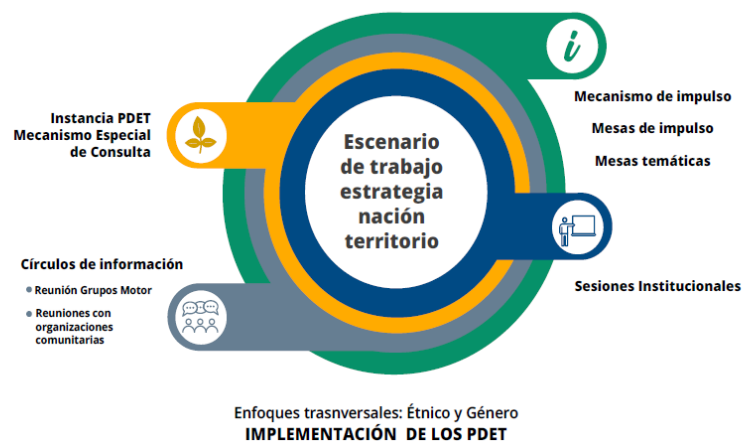 Instancia PDET
Mecanismo Especial
de Consulta
Círculos de información
Reunión Grupos Motor
Reuniones con
organizaciones
comunitarias
Escenario
de trabajo
estrategia
nación
territorio
i
Mecanismo de impulso
Mesas de impulso
Mesas temáticas
Sesiones Institucionales
Enfoques trasnversales: Étnico y Género
IMPLEMENTACIÓN DE LOS PDET